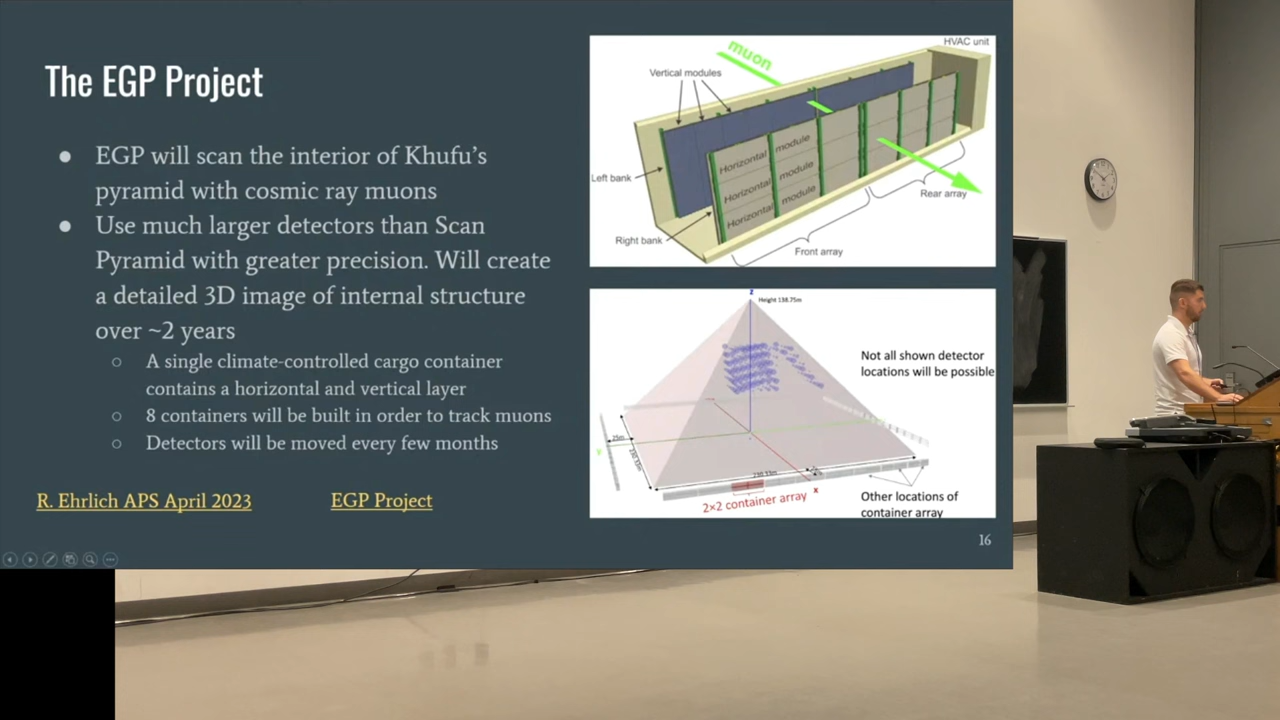 The EGP Project
● EGP will scan the interior of Khufu's
pyramid with cosmic ray muons
● Use much larger detectors than Scan
Pyramid with greater precision. Will create
a detailed 3D image of internal structure
over ~2 years
○ A single climate-controlled cargo container
contains a horizontal and vertical layer
○ 8 containers will be built in order to track muons
○ Detectors will be moved every few months
R. Ehrlich APS April 2023
EGP Project
HVAC unit
muon
Vertical modules
Left bank
Horizontal module
Horizontal module
Horizontal module
Right bank
Rear array
Front array
z
Height 138.75m
Not all shown detector
locations will be possible
y
x
2×2 container array
Other locations of
container array
16